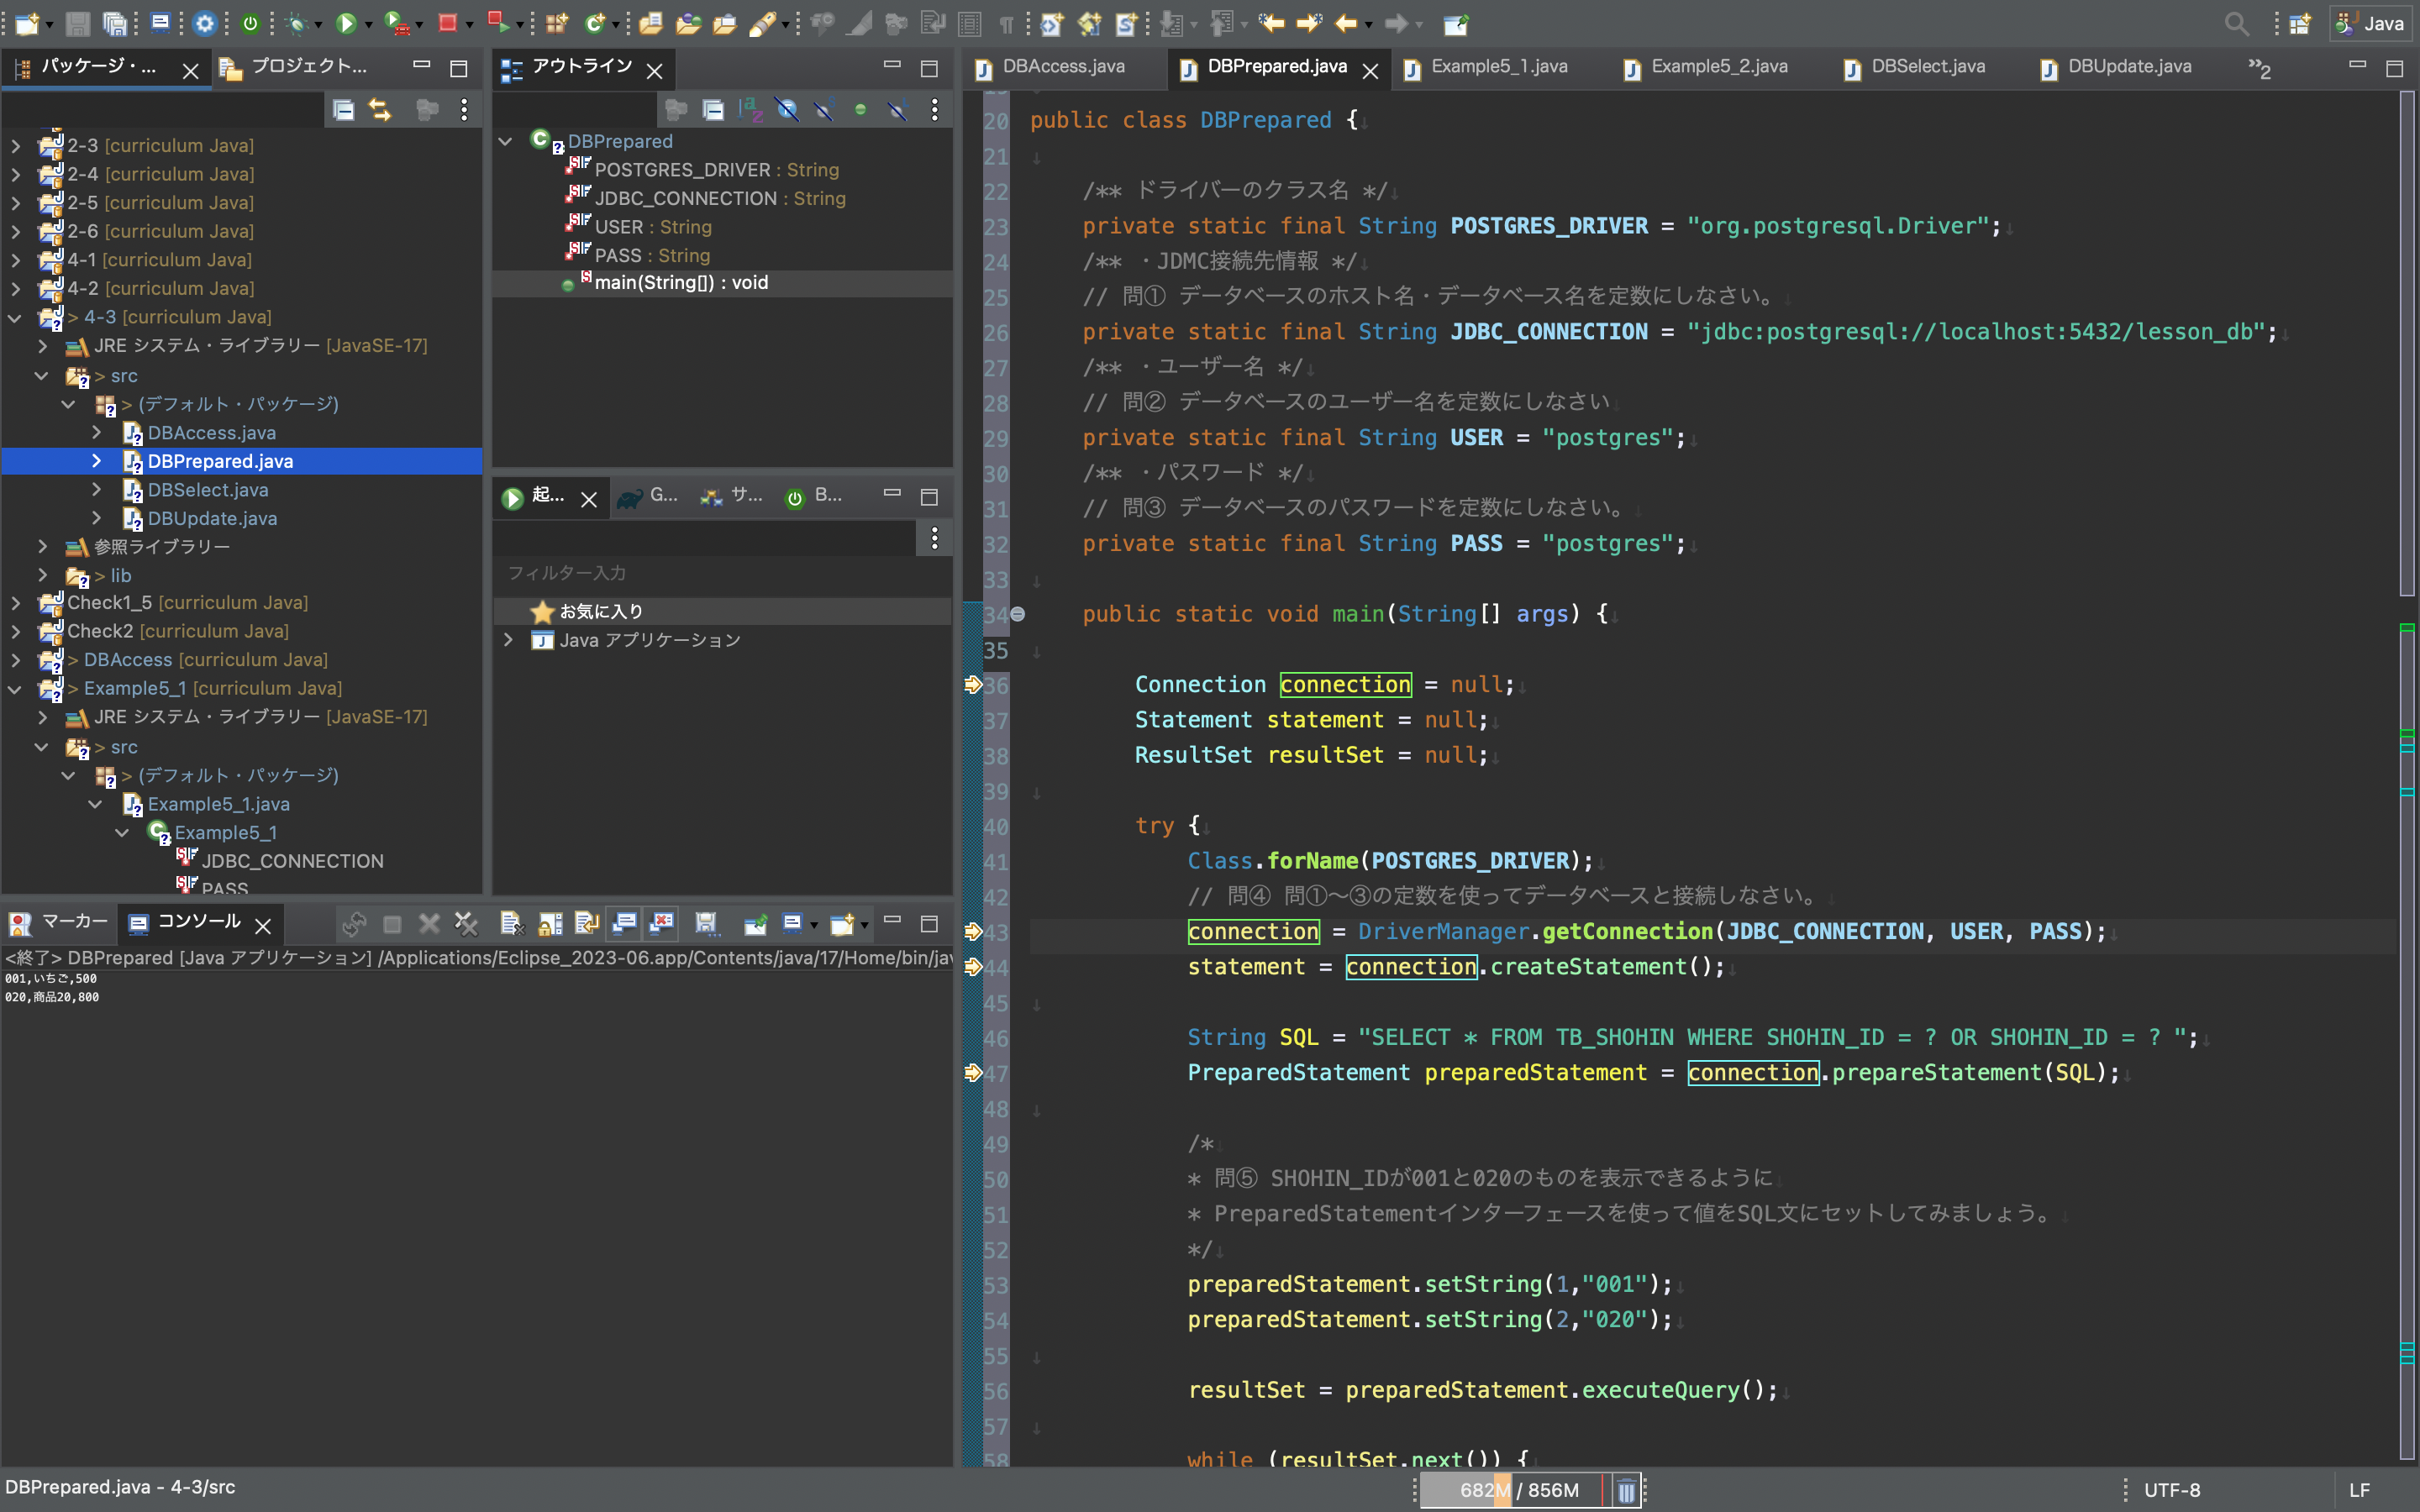 Java
パッケージ・...
プロジェクト...
2-3 [curriculum Java]
2-4 [curriculum Java]
2-5 [curriculum Java]
2-6 [curriculum Java]
4-1 [curriculum Java]
4-2 [curriculum Java]
> 4-3 [curriculum Java]
JRE システム・ライブラリー [JavaSE-17]
> src
> (デフォルト・パッケージ)
DBAccess.java
DBPrepared.java
DBSelect.java
DBUpdate.java
参照ライブラリー
> lib
Check1_5 [curriculum Java]
Check2 [curriculum Java]
> DBAccess [curriculum Java]
> Example5_1 [curriculum Java]
JRE システム・ライブラリー [JavaSE-17]
> src
> (デフォルト・パッケージ)
Example5_1.java
Example5_1
JDBC_CONNECTION
PASS
アウトライン
DBPrepared
POSTGRES_DRIVER : String
JDBC_CONNECTION : String
USER : String
PASS : String
main(String[]) : void
起...
G...
サ...
B...
フィルター入力
お気に入り
Java アプリケーション
マーカー
コンソール
<終了> DBPrepared [Java アプリケーション] /Applications/Eclipse_2023-06.app/Contents/java/17/Home/bin/jav
001,いちご,500
020,商品20,800
DBAccess.java
DBPrepared.java
Example5_1.java
Example5_2.java
DBSelect.java
DBUpdate.java
»2
19
20 public class DBPrepared {
21
22 /** ドライバーのクラス名 */
23 private static final String POSTGRES_DRIVER = "org.postgresql.Driver";
24 /** ・JDMC接続先情報 */
25 // 問① データベースのホスト名・データベース名を定数にしなさい。
26 private static final String JDBC_CONNECTION = "jdbc:postgresql://localhost:5432/lesson_db";
27 /** ・ユーザー名 */
28 // 問② データベースのユーザー名を定数にしなさい
29 private static final String USER = "postgres";
30 /** ・パスワード */
31 // 問③ データベースのパスワードを定数にしなさい。
32 private static final String PASS = "postgres";
33
34 public static void main(String[] args) {
35
36 Connection connection = null;
37 Statement statement = null;
38 ResultSet resultSet = null;
39
40 try {
41 Class.forName(POSTGRES_DRIVER);
42 // 問④ 問①〜③の定数を使ってデータベースと接続しなさい。
43 connection = DriverManager.getConnection(JDBC_CONNECTION, USER, PASS);
44 statement = connection.createStatement();
45
46 String SQL = "SELECT * FROM TB_SHOHIN WHERE SHOHIN_ID = ? OR SHOHIN_ID = ? ";
47 PreparedStatement preparedStatement = connection.prepareStatement(SQL);
48
49 /*
50 * 問⑤ SHOHIN_IDが001と020のものを表示できるように
51 * PreparedStatementインターフェースを使って値をSQL文にセットしてみましょう。
52 */
53 preparedStatement.setString(1,"001");
54 preparedStatement.setString(2,"020");
55
56 resultSet = preparedStatement.executeQuery();
57
58 while (resultSet.next()) {
DBPrepared.java - 4-3/src
682M / 856M
UTF-8
LF